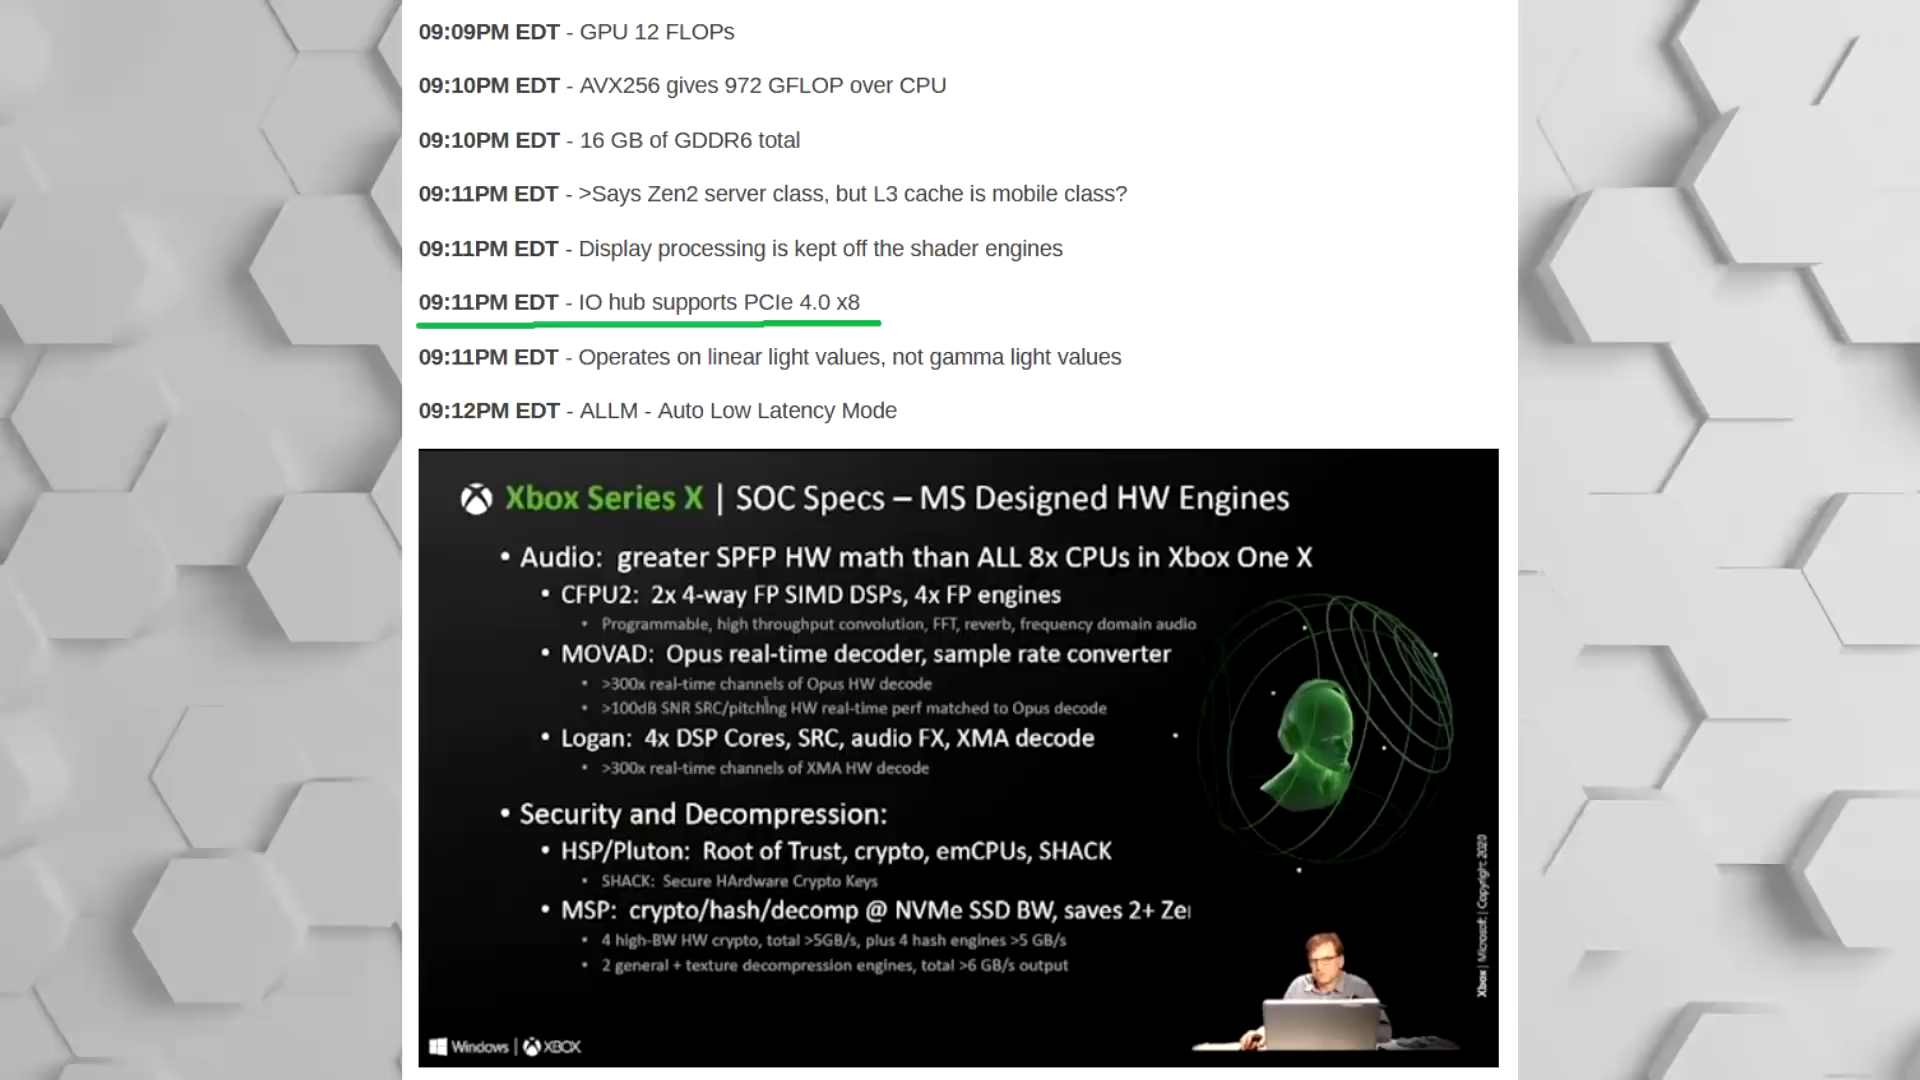 09:09PM EDT - GPU 12 FLOPs
09:10PM EDT - AVX256 gives 972 GFLOP over CPU
09:10PM EDT - 16 GB of GDDR6 total
09:11PM EDT - >Says Zen2 server class, but L3 cache is mobile class?
09:11PM EDT - Display processing is kept off the shader engines
09:11PM EDT - IO hub supports PCIe 4.0 x8
09:11PM EDT - Operates on linear light values, not gamma light values
09:12PM EDT - ALLM - Auto Low Latency Mode
Xbox Series X | SOC Specs – MS Designed HW Engines
• Audio: greater SPFP HW math than ALL 8x CPUs in Xbox One X
• CFPU2: 2x 4-way FP SIMD DSPs, 4x FP engines
• Programmable, high throughput convolution, FFT, reverb, frequency domain audio
• MOVAD: Opus real-time decoder, sample rate converter
• >300x real-time channels of Opus HW decode
• >100dB SNR SRC/pitching HW real-time perf matched to Opus decode
• Logan: 4x DSP Cores, SRC, audio FX, XMA decode
• >300x real-time channels of XMA HW decode
• Security and Decompression:
• HSP/Pluton: Root of Trust, crypto, emCPUs, SHACK
• SHACK: Secure HArdware Crypto Keys
• MSP: crypto/hash/decomp @ NVMe SSD BW, saves 2+
• 4 high-BW HW crypto, total >5GB/s, plus 4 hash engines >5 GB/s
• 2 general + texture decompression engines, total >6 GB/s output
Xbox | Microsoft | Copyright 2020
Windows | XBOX